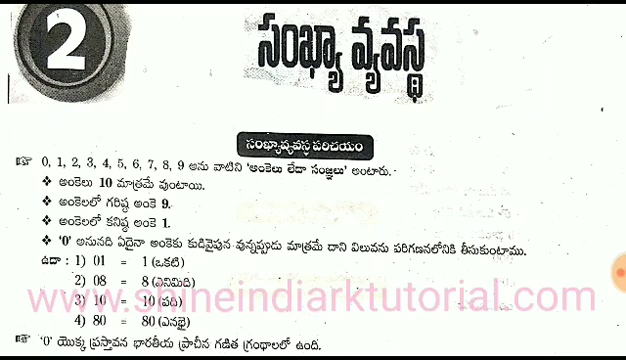 2
సంఖ్యా వ్యవస్థ
సంఖ్యావ్యవస్థ పరిచయం
☞ 0, 1, 2, 3, 4, 5, 6, 7, 8, 9 అను వాటిని 'అంకెలు లేదా సంజ్ఞలు' అంటారు.
❖ అంకెలు 10 మాత్రమే వుంటాయి.
❖ అంకెలలో గరిష్ఠ అంకె 9.
❖ అంకెలలో కనిష్ఠ అంకె 1.
❖ '0' అనునది ఏదైనా అంకెకు కుడివైపున వున్నప్పుడు మాత్రమే దాని విలువను పరిగణనలోనికి తీసుకుంటాము.
ఉదా : 1) 01 = 1 (ఒకటి)
2) 08 = 8 (ఎనిమిది)
www.shineindiarktutorial.com
3) 10 = 10 (పది)
4) 80 = 80 (ఎనభై)
☞ '0' యొక్క ప్రస్తావన భారతీయ ప్రాచీన గణిత గ్రంథాలలో ఉంది.